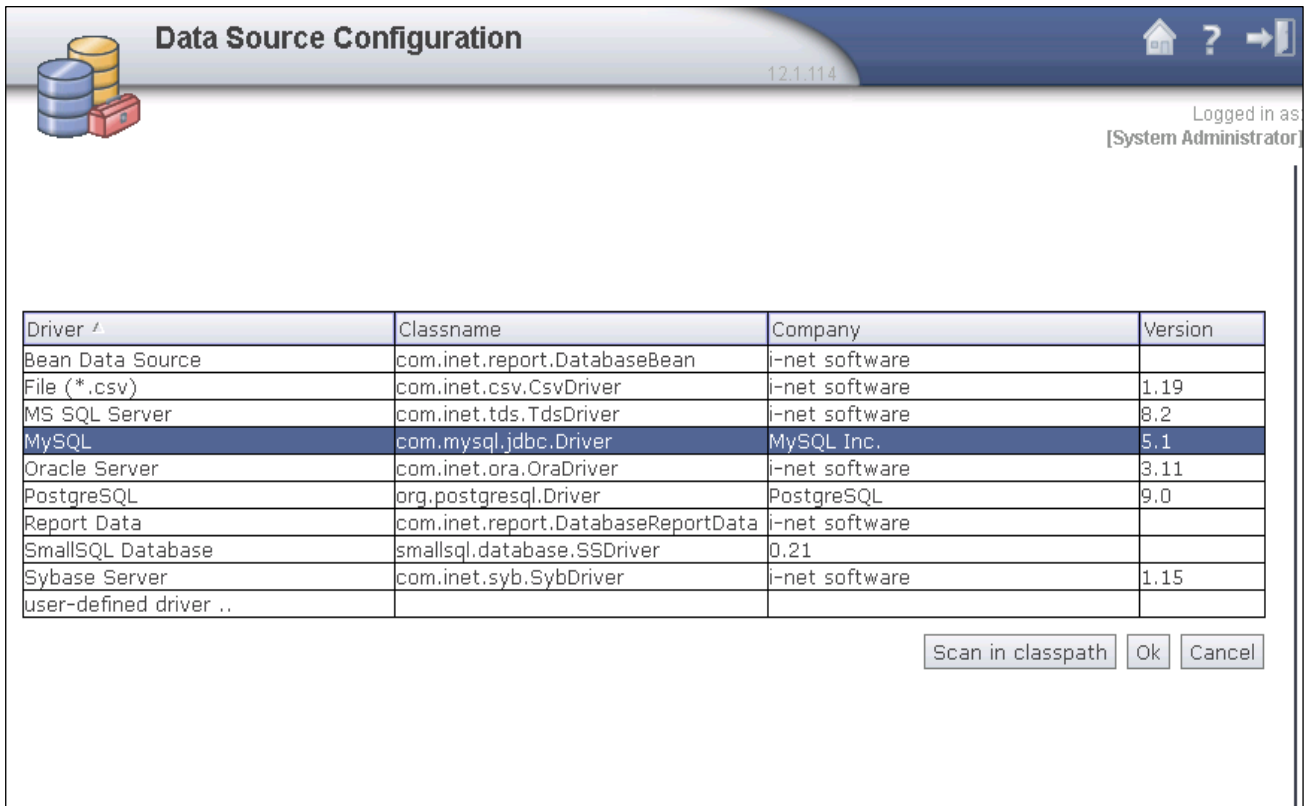 Data Source Configuration
?
12.1.114
Logged in as:
[System Administrator]
Driver Classname Company Version
Bean Data Source com.inet.report.DatabaseBean i-net software
File (*.csv) com.inet.csv.CsvDriver i-net software 1.19
MS SQL Server com.inet.tds.TdsDriver i-net software 8.2
MySQL com.mysql.jdbc.Driver MySQL Inc. 5.1
Oracle Server com.inet.ora.OraDriver i-net software 3.11
PostgreSQL org.postgresql.Driver PostgreSQL 9.0
Report Data com.inet.report.DatabaseReportData i-net software
SmallSQL Database smallsql.database.SSDriver 0.21
Sybase Server com.inet.syb.SybDriver i-net software 1.15
user-defined driver ..
Scan in classpath Ok Cancel